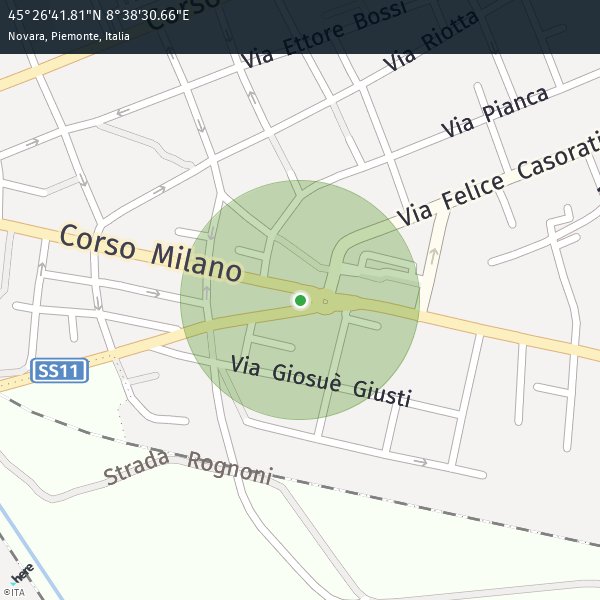 45°26'41.81"N 8°38'30.66"E
Novara, Piemonte, Italia
Corso
Via Ettore Bossi
Via Riotta
Via Pianca
Via Felice Casorati
Corso Milano
SS11
Via Giosuè Giusti
Strada Rognoni
here
©ITA